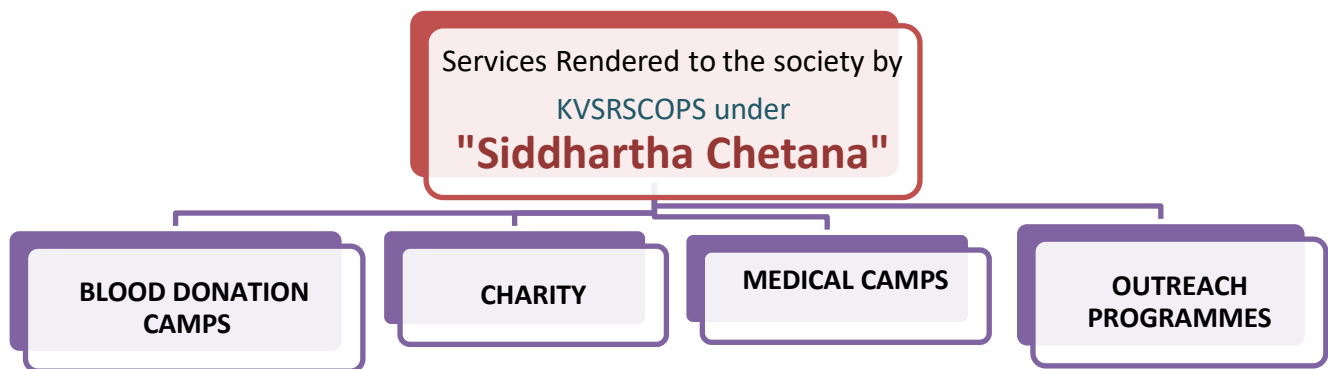 Services Rendered to the society by
KVSRSCOPS under
"Siddhartha Chetana"
BLOOD DONATION
CAMPS
CHARITY
MEDICAL CAMPS
OUTREACH
PROGRAMMES